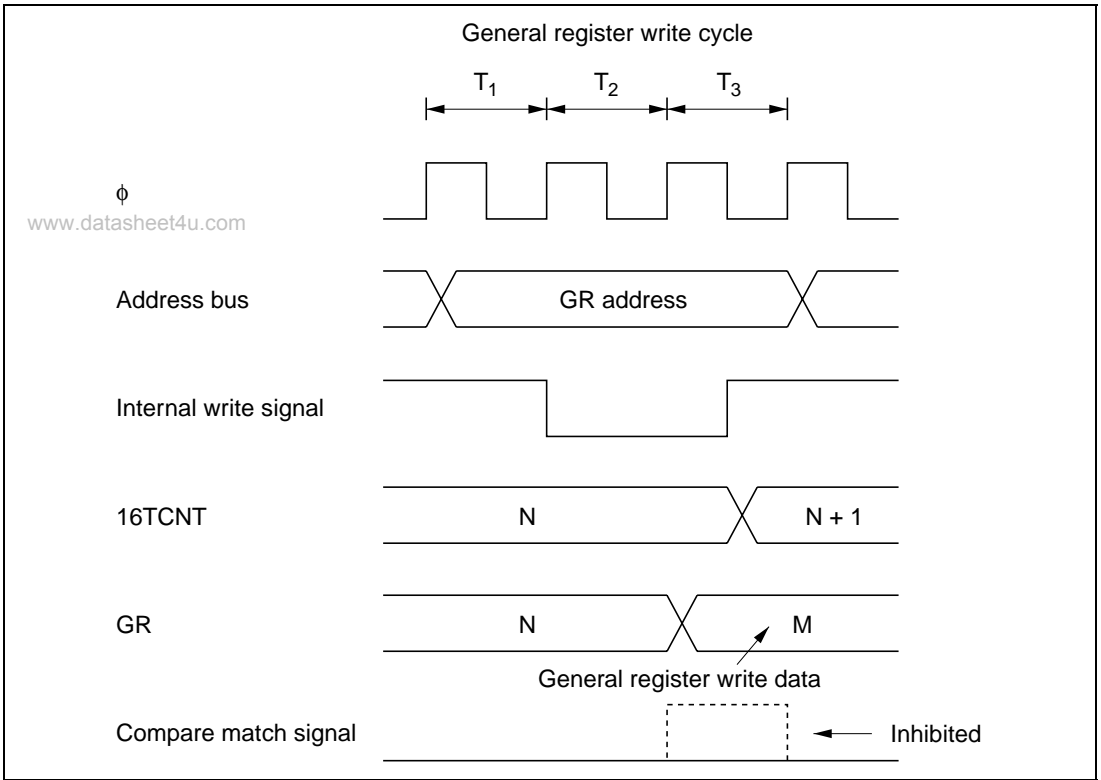 General register write cycle
T1 T2 T3
φ
www.datasheet4u.com
Address bus GR address
Internal write signal
16TCNT N N + 1
GR N M
General register write data
Compare match signal Inhibited